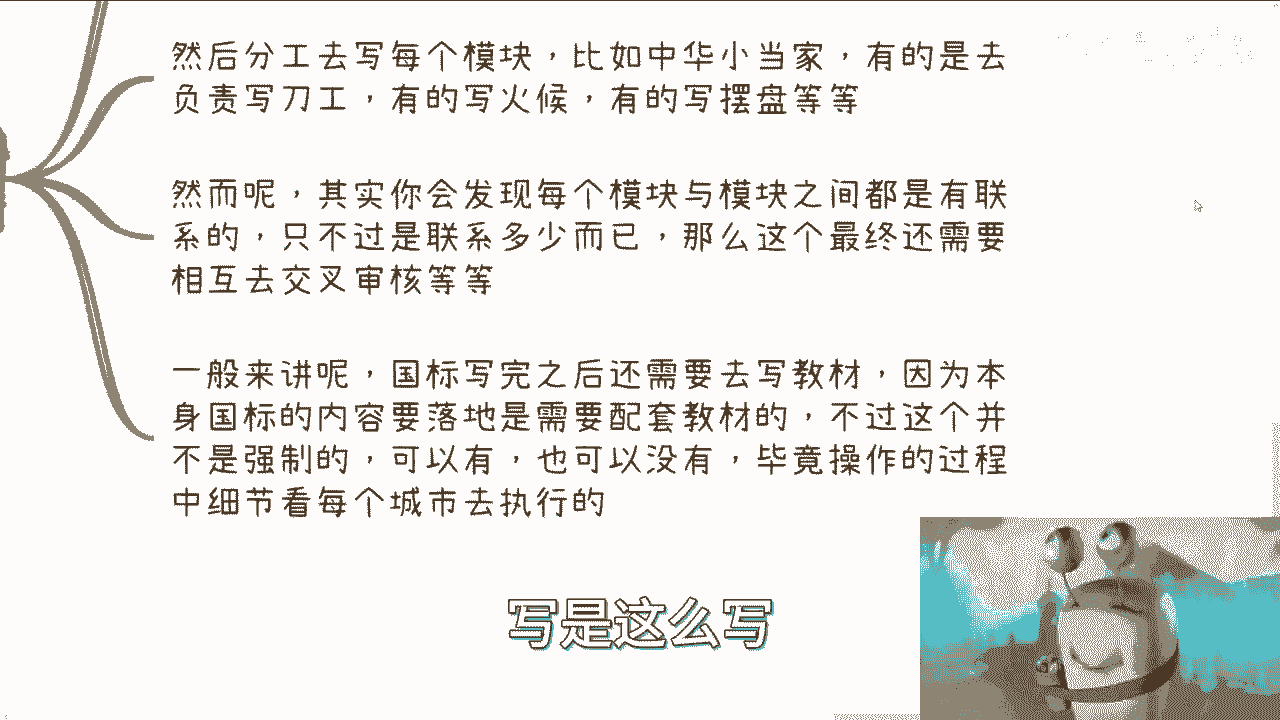 然后分工去写每个模块，比如中华小当家，有的是去
负责写刀工，有的写火候，有的写摆盘等等
然而呢，其实你会发现每个模块与模块之间都是有联
系的，只不过是联系多少而已，那么这个最终还需要
相互去交叉审核等等
一般来讲呢，国标写完之后还需要去写教材，因为本
身国标的内容要落地是需要配套教材的，不过这个并
不是强制的，可以有，也可以没有，毕竟操作的过程
中细节看每个城市去执行的
写是这么写